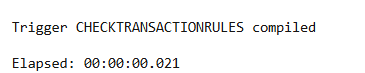 Trigger CHECKTRANSACTIONRULES compiled
Elapsed: 00:00:00.021